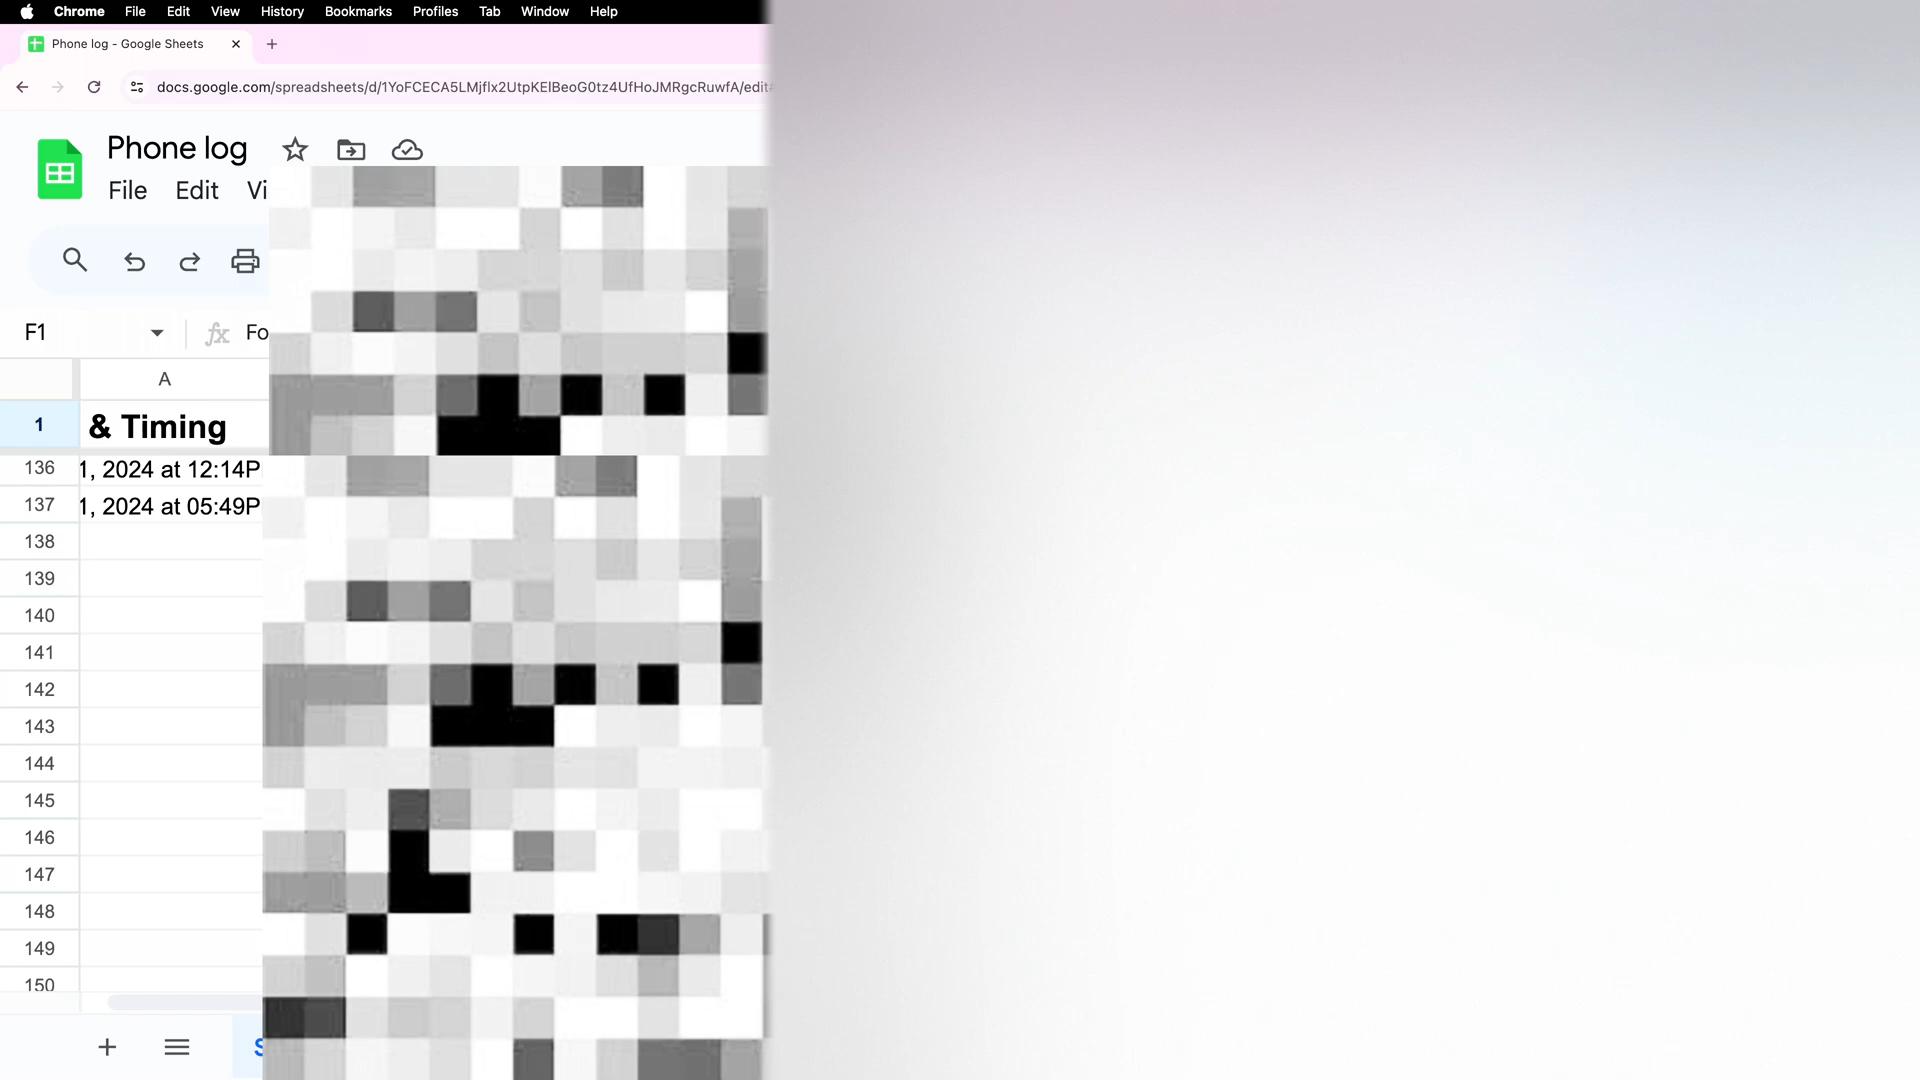 Chrome File Edit View History Bookmarks Profiles Tab Window Help
Phone log - Google Sheets
docs.google.com/spreadsheets/d/1YoFCECA5LMjflx2UtpKElBeoG0tz4UfHoJMRgcRuwfA/edit
Phone log
File Edit Vi
F1 fx Fo
A
1 & Timing
136 1, 2024 at 12:14P
137 1, 2024 at 05:49P
138
139
140
141
142
143
144
145
146
147
148
149
150